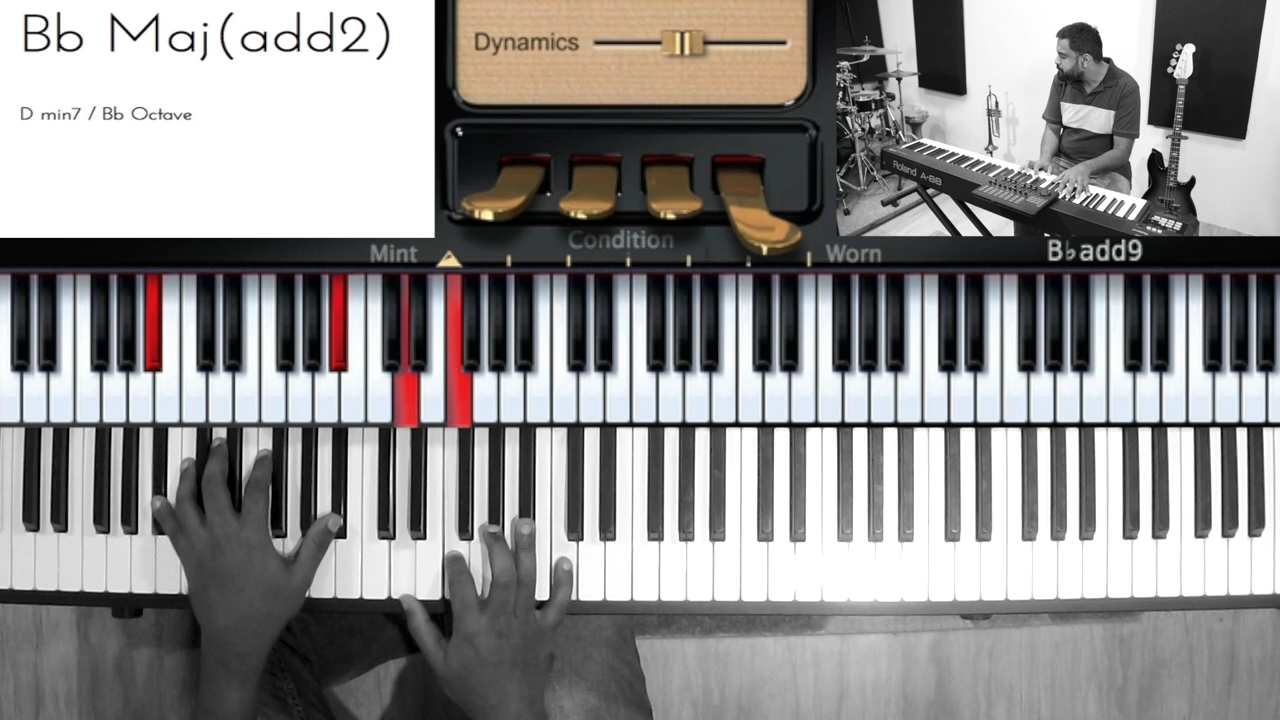 Bb Maj(add2)
D min7 / Bb Octave
Dynamics
Roland A-88
Mint
Condition
Worn
B♭add9